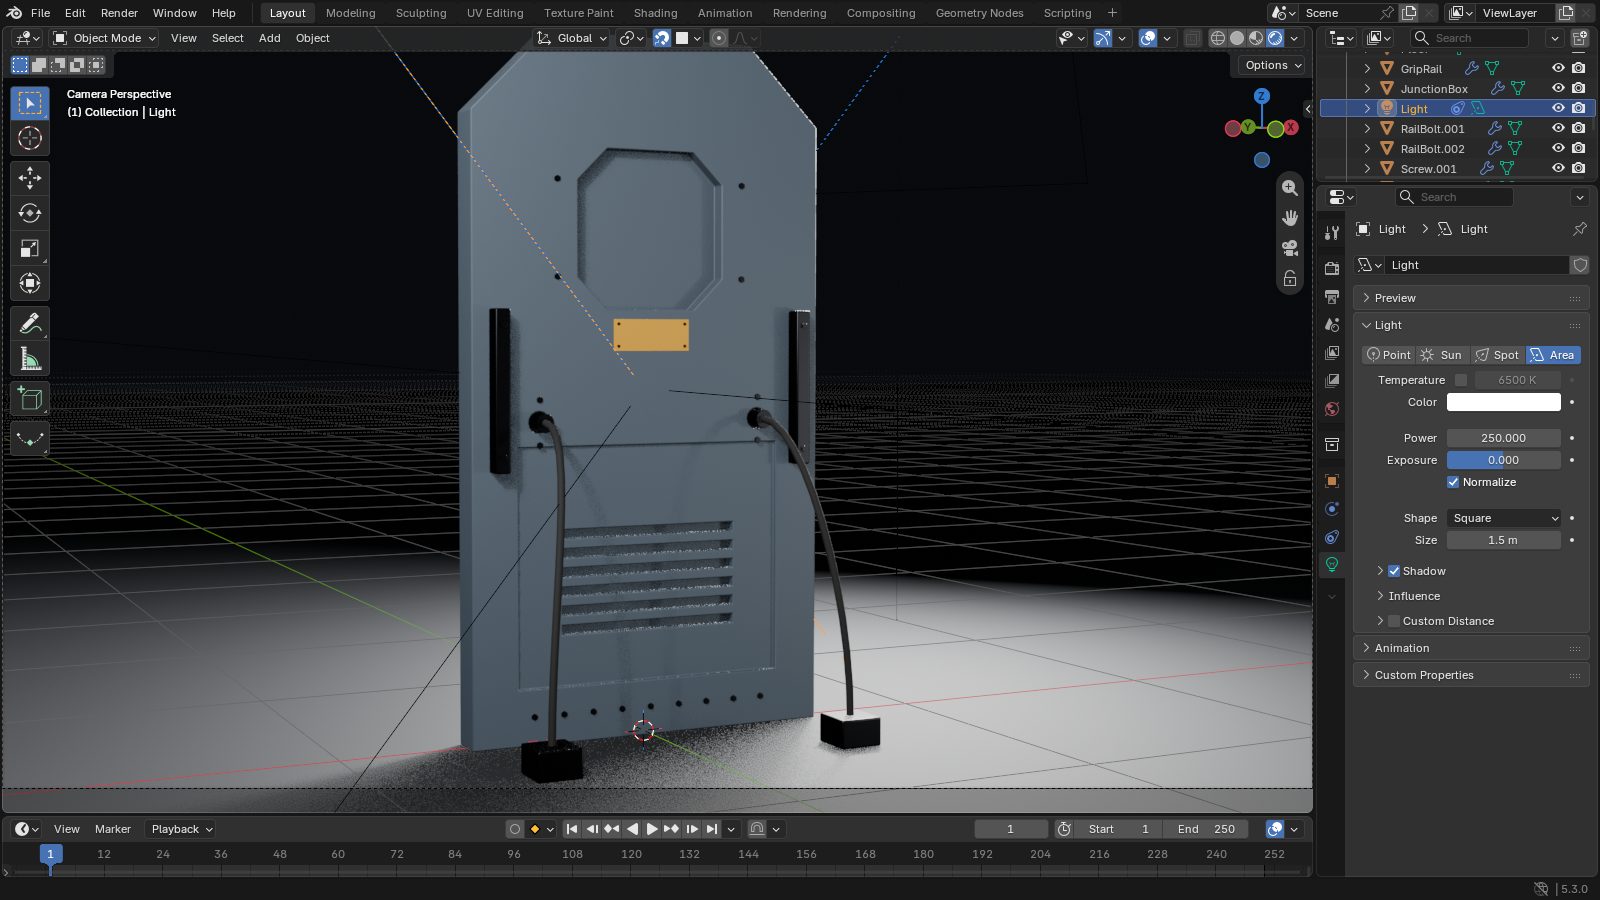 File Edit Render Window Help Layout Modeling Sculpting UV Editing Texture Paint Shading Animation Rendering Compositing Geometry Nodes Scripting Scene ViewLayer
Object Mode View Select Add Object Global Search
Options
Camera Perspective
(1) Collection | Light
Z
Y X
GripRail
JunctionBox
Light
RailBolt.001
RailBolt.002
Screw.001
Search
Light Light
Light
Preview
Light
Point Sun Spot Area
Temperature 6500 K
Color
Power 250.000
Exposure 0.000
Normalize
Shape Square
Size 1.5 m
Shadow
Influence
Custom Distance
Animation
Custom Properties
View Marker Playback 1 Start 1 End 250
1 12 24 36 48 60 72 84 96 108 120 132 144 156 168 180 192 204 216 228 240 252
5.3.0